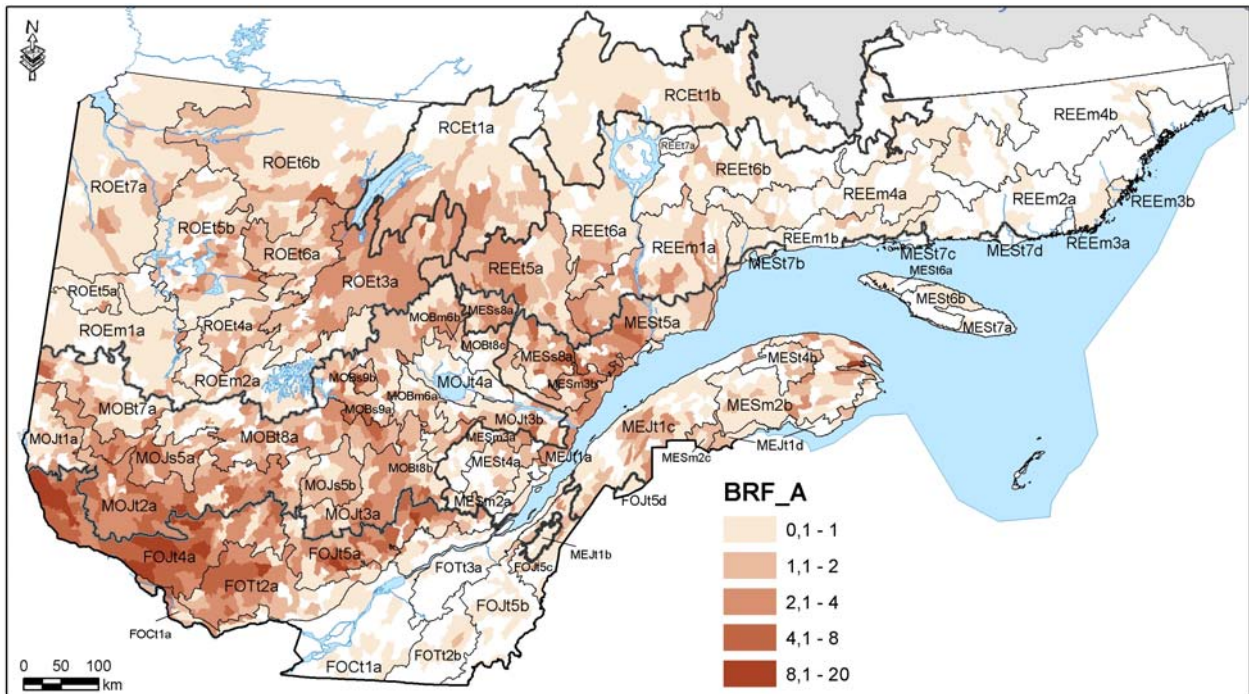 N
RCEt1b
RCEt1a
REEm4b
REEt7a
ROEt6b
REEt6b
ROEt7a
REEm4a
REEm2a
REEm3b
ROEt5b
REEt6a
REEm1a
REEm1b
REEm3a
ROEt6a
MESt7b
MESt7c
MESt7d
MESt6a
REEt5a
ROEt3a
ROEt5a
MESt6b
MESt7a
ROEm1a
ROEt4a
MOBm6b
MESs8a
MESt5a
MOBt8c
MESs8a
MESt4b
ROEm2a
MOBs9b
MOJt4a
MESm3b
MOBm6a
MESm2b
MOBt7a
MOBs9a
MOJt3b
MEJt1c
MOJt1a
MOBt8a
MESm3a
MEJt1d
MOJs5a
MEJt1a
MESm2c
MOBt8b
MESt4a
MOJs5b
MESm2a
FOJt5d
MOJt2a
MOJt3a
BRF_A
0,1 - 1
FOJt4a
FOJt5a
MEJt1b
1,1 - 2
FOTt3a
FOJt5c
FOTt2a
2,1 - 4
FOJt5b
4,1 - 8
FOCt1a
FOTt2b
FOCt1a
8,1 - 20
0 50 100
km